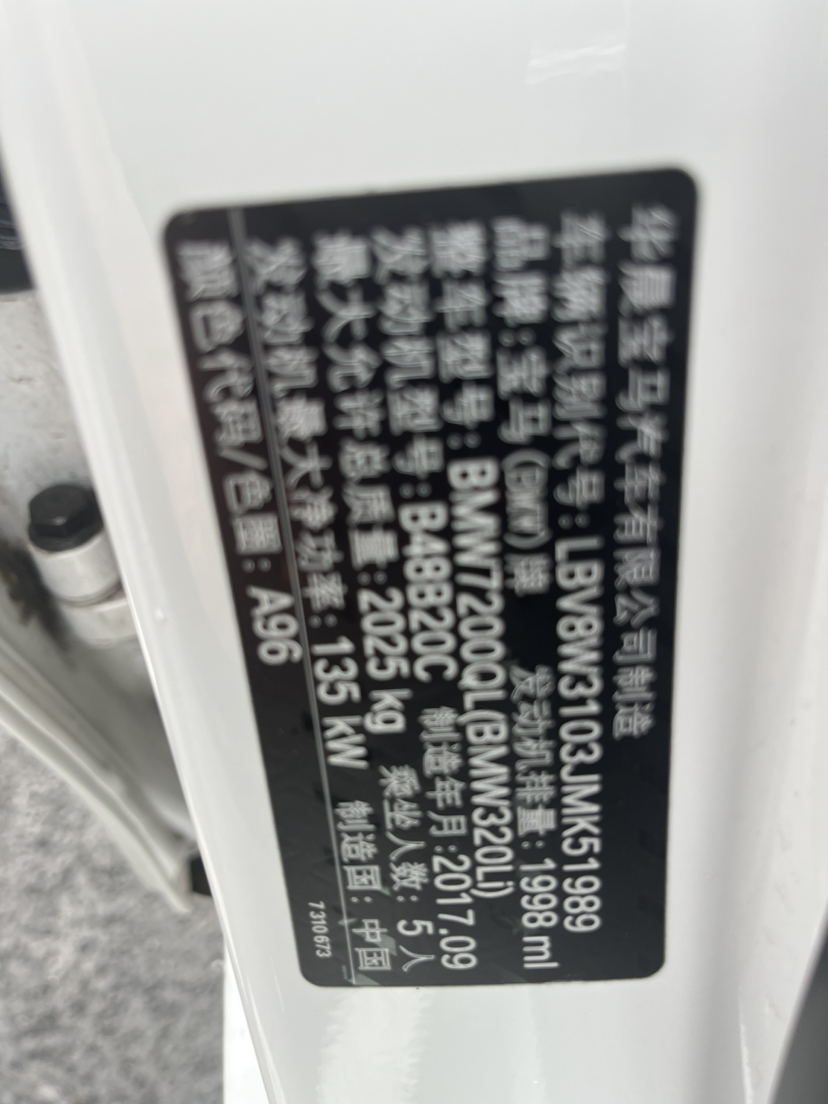 华晨宝马汽车有限公司制造
车辆识别代号:LBV8W3103JMK51989
品牌:宝马(BMW)牌 发动机排量:1998 ml
整车型号:BMW7200QL(BMW320Li)
发动机型号:B48B20C 制造年月:2017.09
最大允许总质量:2025 kg 乘坐人数:5人
发动机最大净功率:135 kW 制造国:中国
颜色代码/色图:A96
7310673